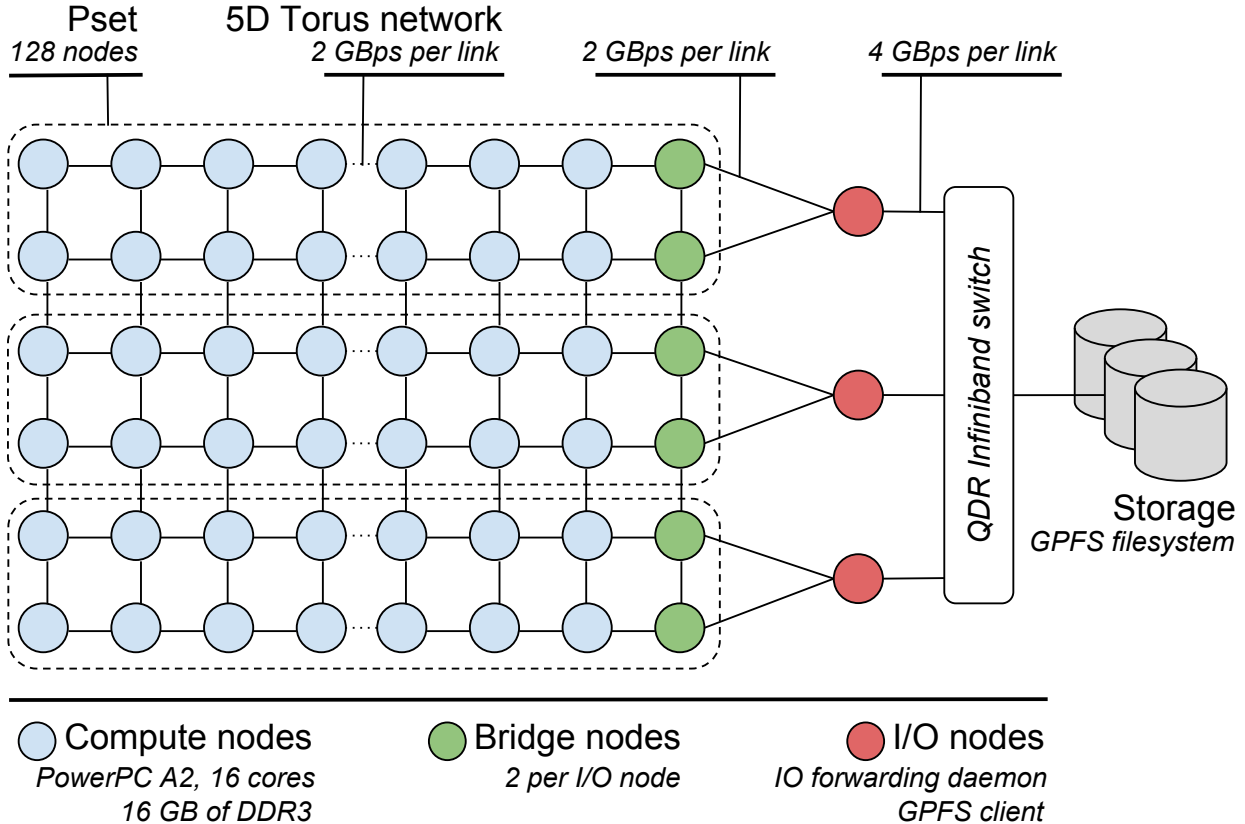 Pset
128 nodes
5D Torus network
2 GBps per link
2 GBps per link
4 GBps per link
QDR Infiniband switch
Storage
GPFS filesystem
Compute nodes
PowerPC A2, 16 cores
16 GB of DDR3
Bridge nodes
2 per I/O node
I/O nodes
IO forwarding daemon
GPFS client